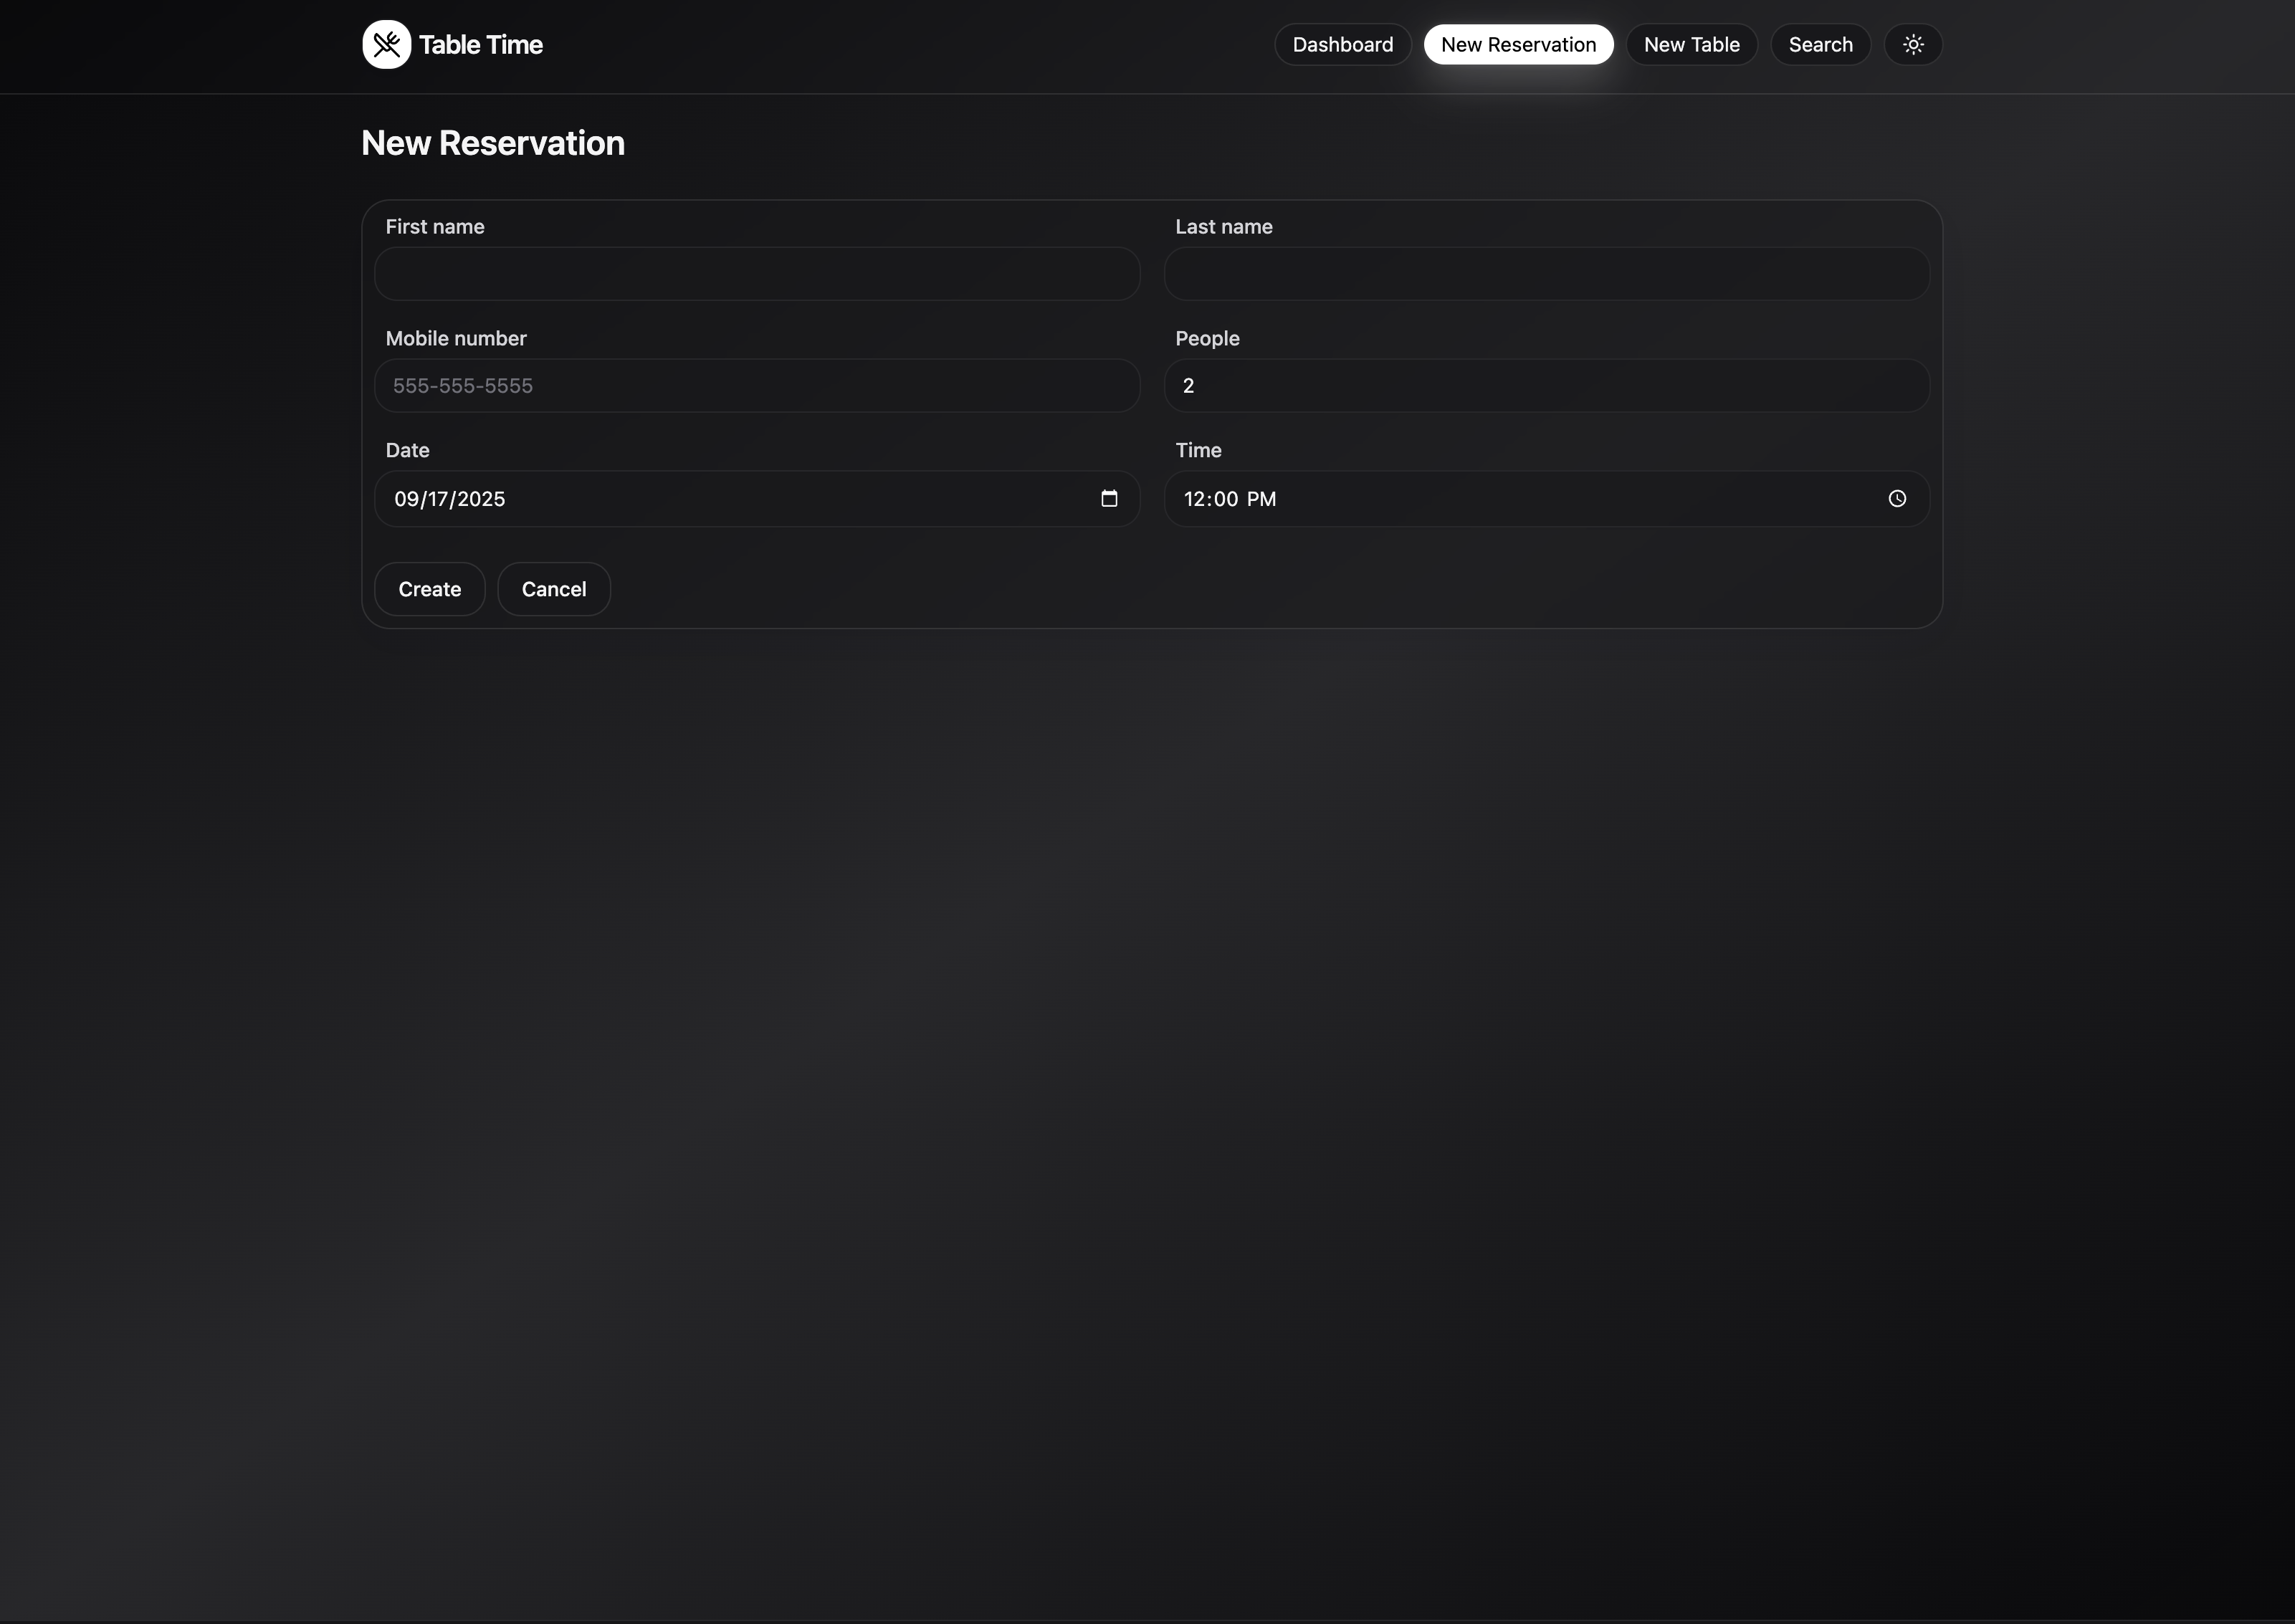 Table Time
Dashboard New Reservation New Table Search
New Reservation
First name Last name
Mobile number People
555-555-5555 2
Date Time
09/17/2025 12:00 PM
Create Cancel